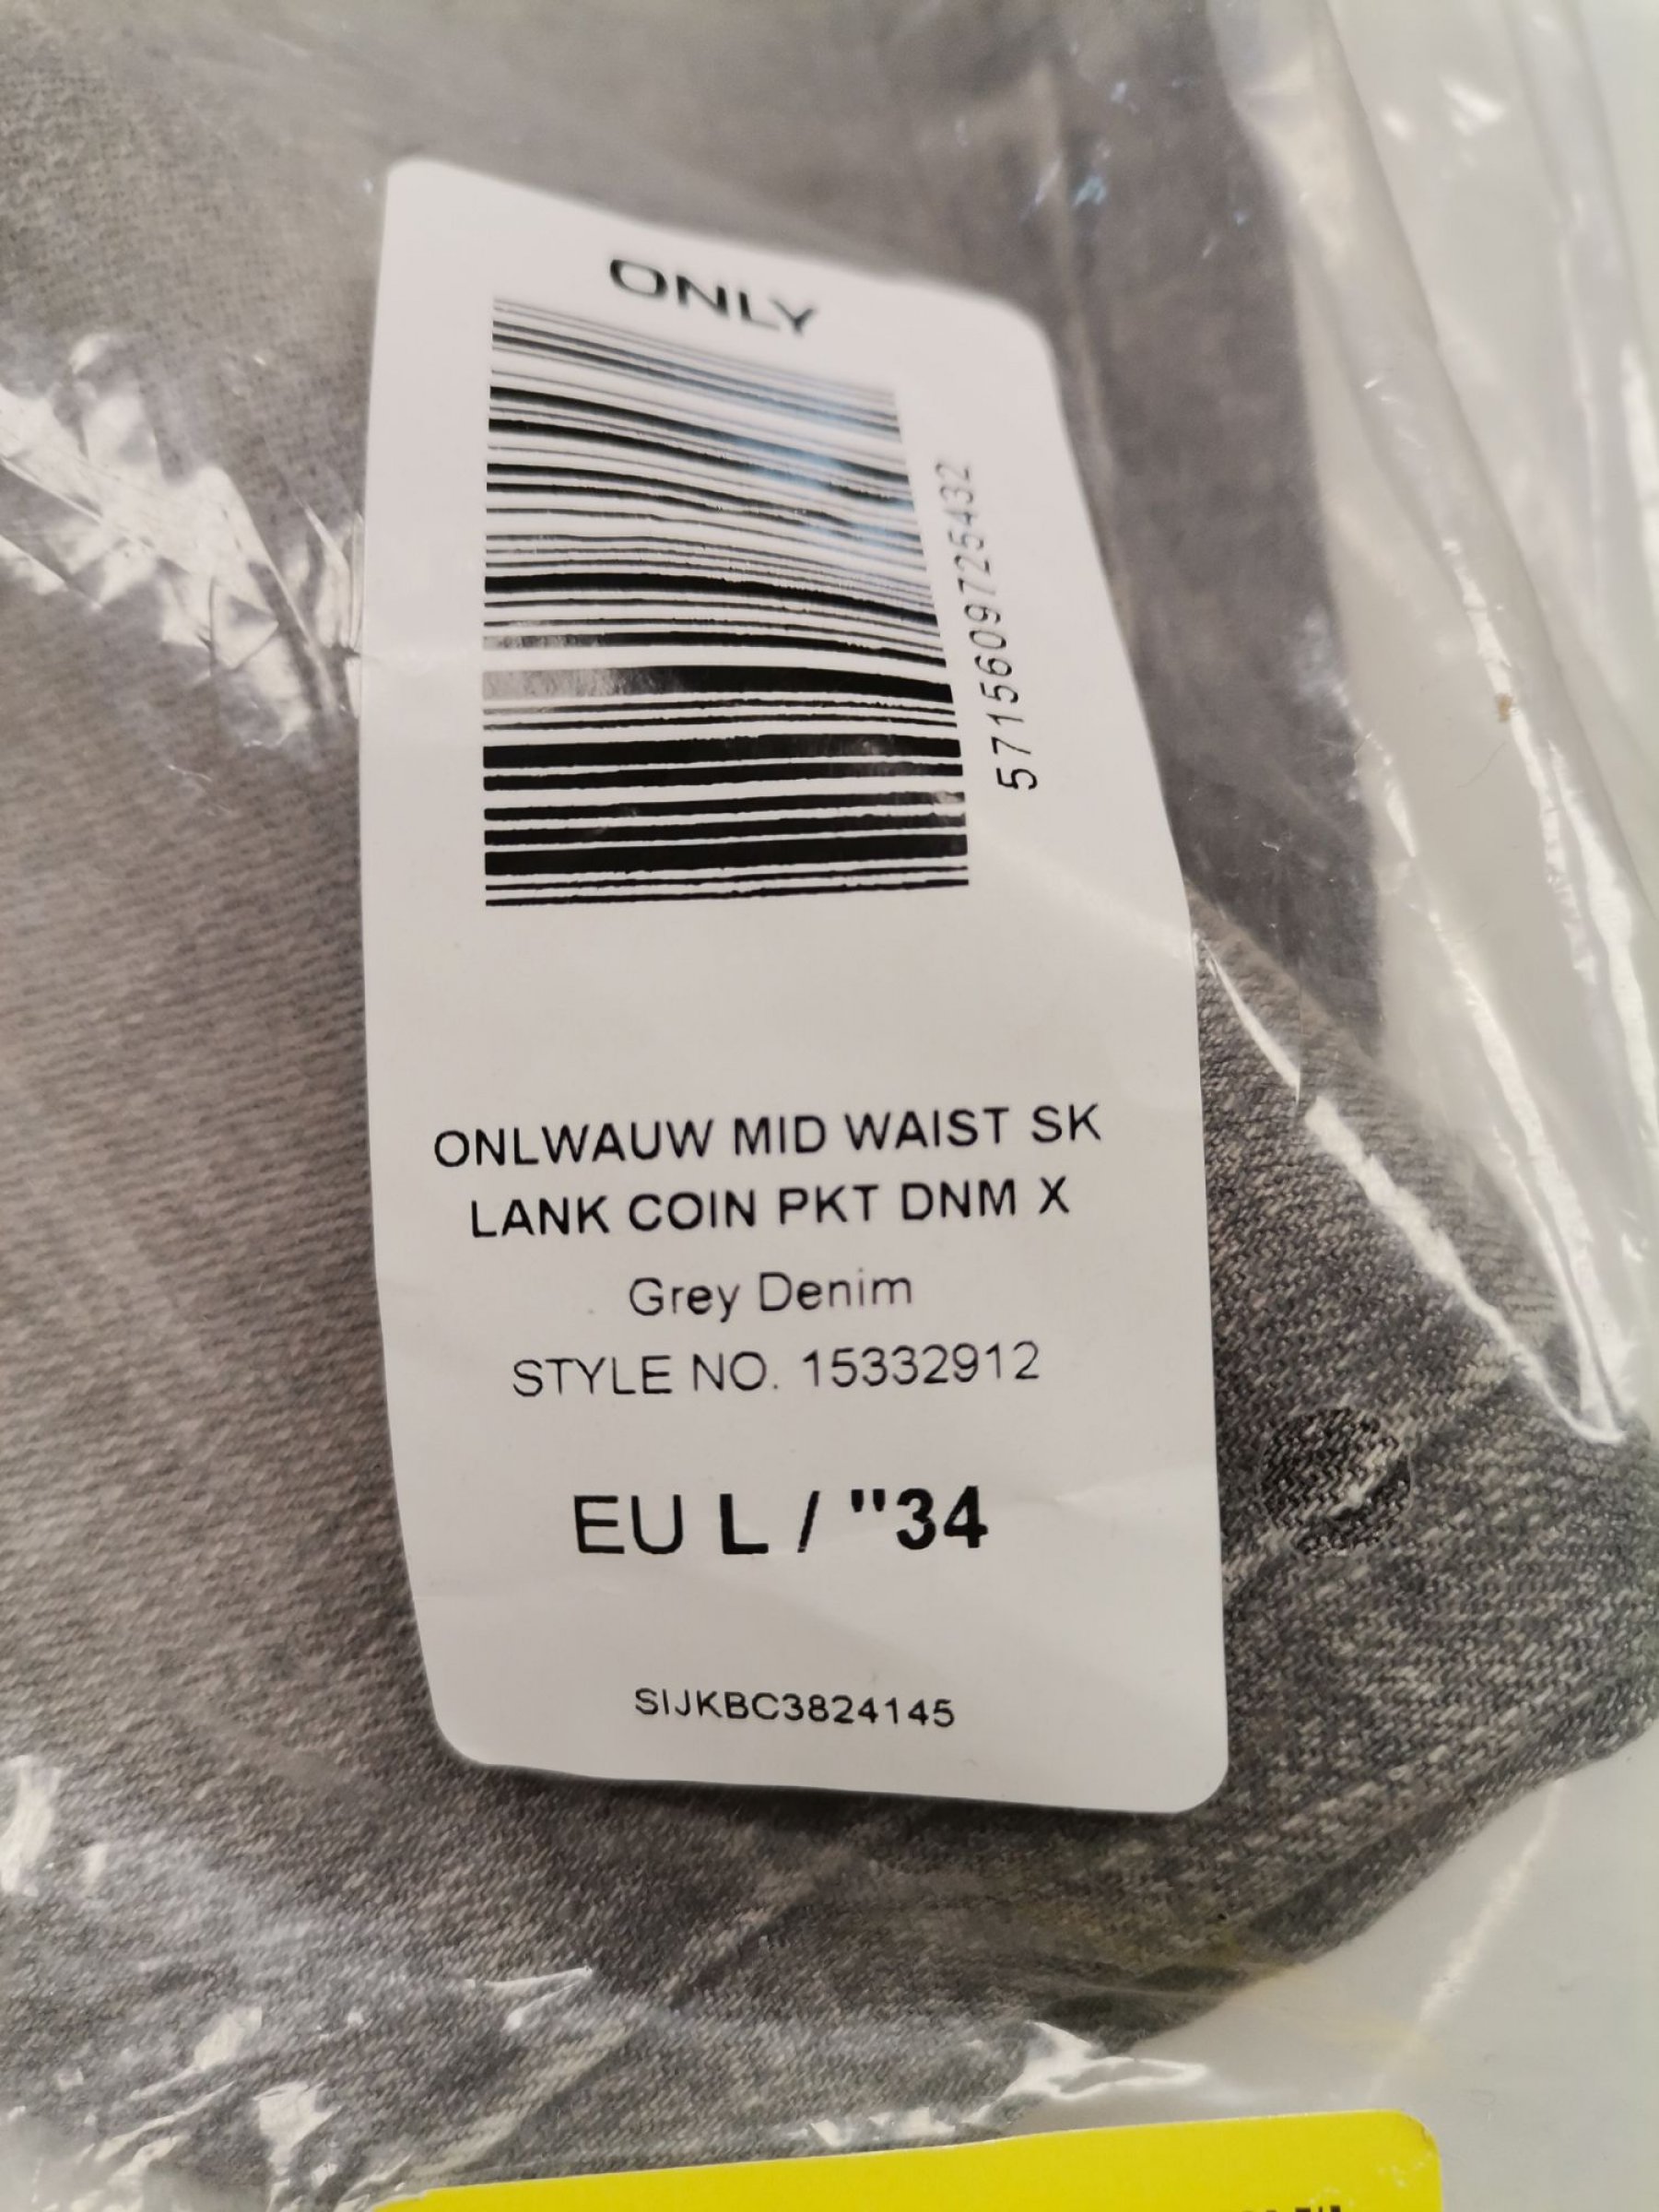 ONLY
5715609725432
ONLWAUW MID WAIST SK
LANK COIN PKT DNM X
Grey Denim
STYLE NO. 15332912
EU L / "34
SIJKBC3824145